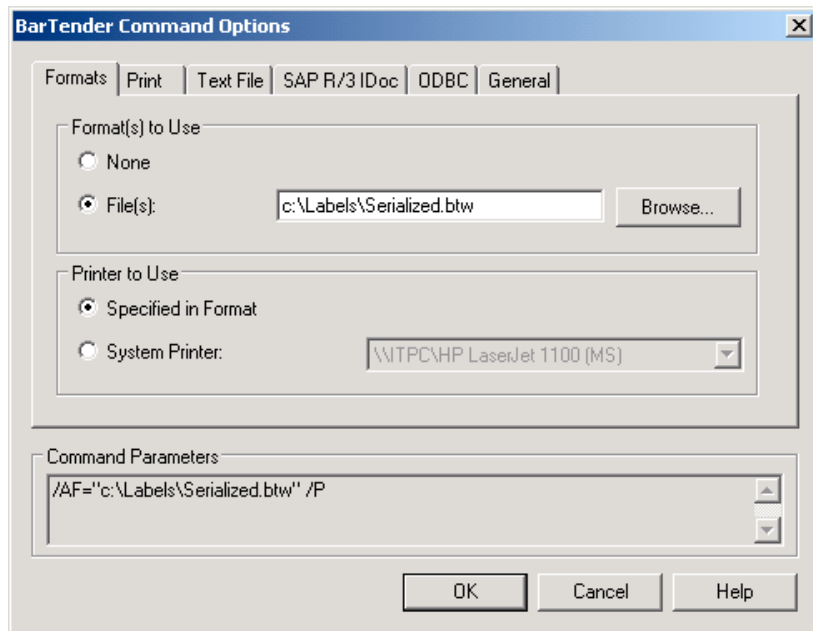 BarTender Command Options
Formats Print Text File SAP R/3 IDoc ODBC General
Format(s) to Use
None
File(s): c:\Labels\Serialized.btw Browse...
Printer to Use
Specified in Format
System Printer: \\ITPC\HP LaserJet 1100 (MS)
Command Parameters
/AF="c:\Labels\Serialized.btw" /P
OK Cancel Help